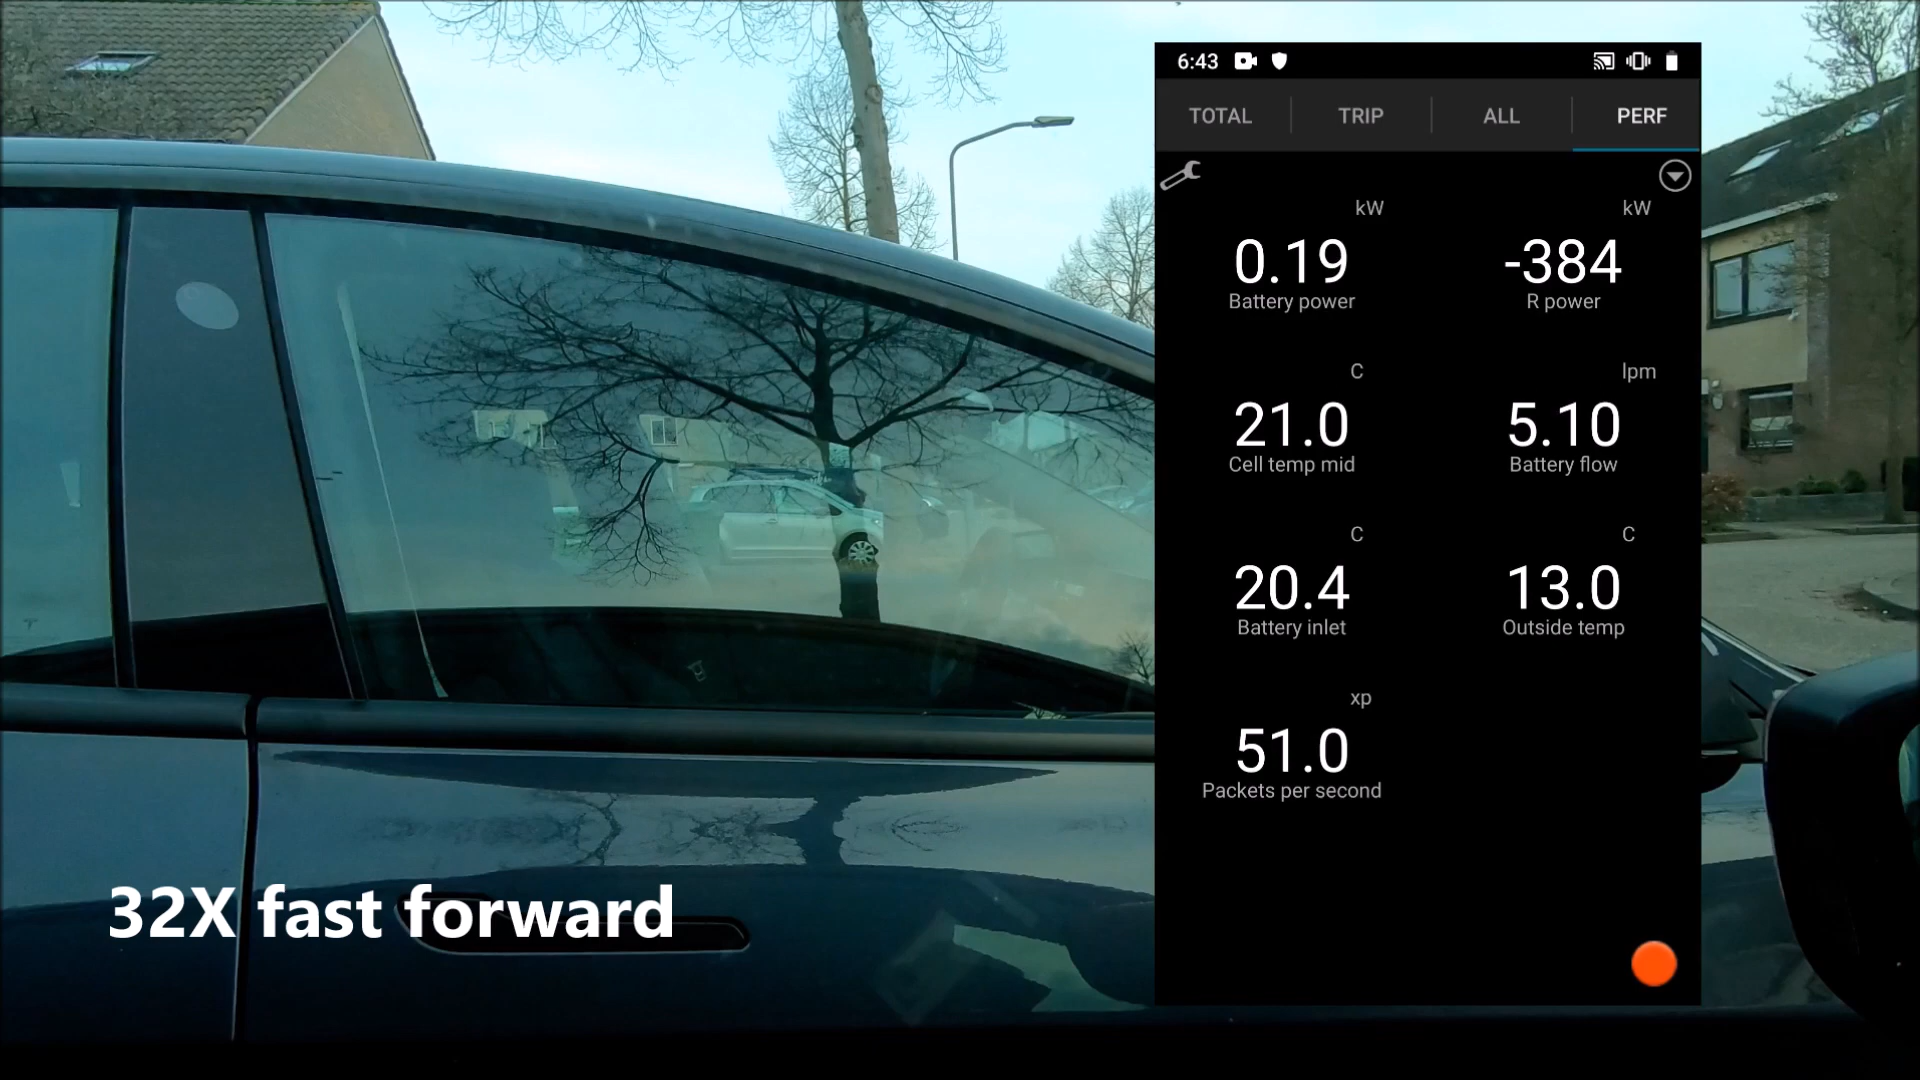 6:43
TOTAL TRIP ALL PERF
kW kW
0.19 -384
Battery power R power
C lpm
21.0 5.10
Cell temp mid Battery flow
C C
20.4 13.0
Battery inlet Outside temp
xp
51.0
Packets per second
32X fast forward